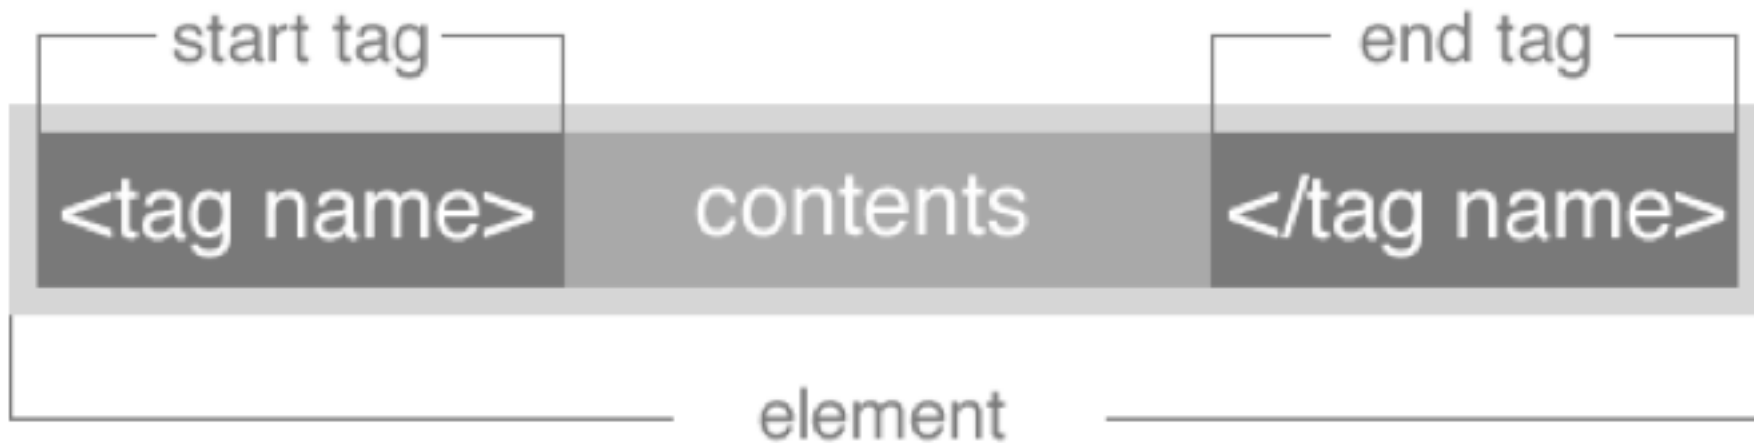 start tag end tag
<tag name> contents </tag name>
element